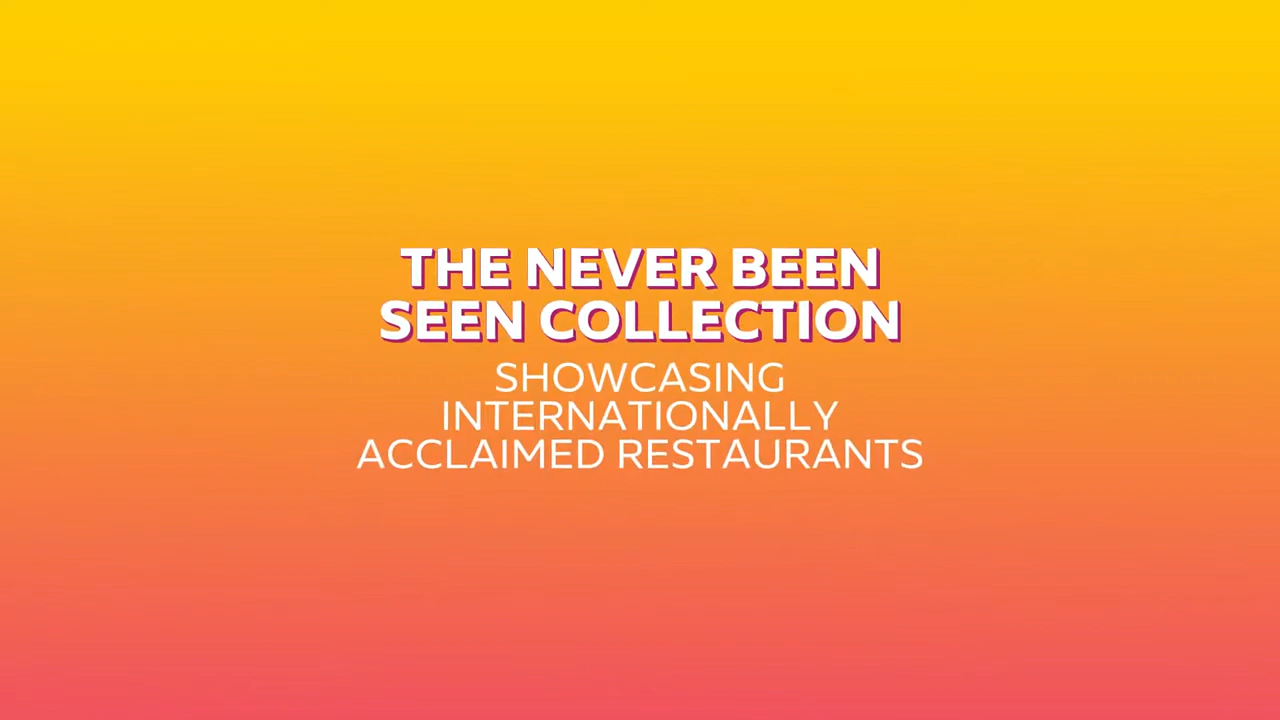 THE NEVER BEEN
SEEN COLLECTION
SHOWCASING
INTERNATIONALLY
ACCLAIMED RESTAURANTS